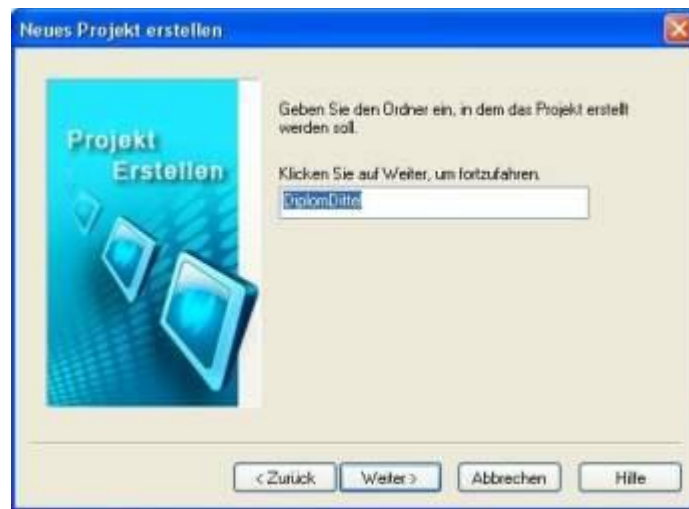 Neues Projekt erstellen
Projekt
Erstellen
Geben Sie den Ordner ein, in dem das Projekt erstellt
werden soll.
Klicken Sie auf Weiter, um fortzufahren.
DiplomDittel
< Zurück Weiter > Abbrechen Hilfe